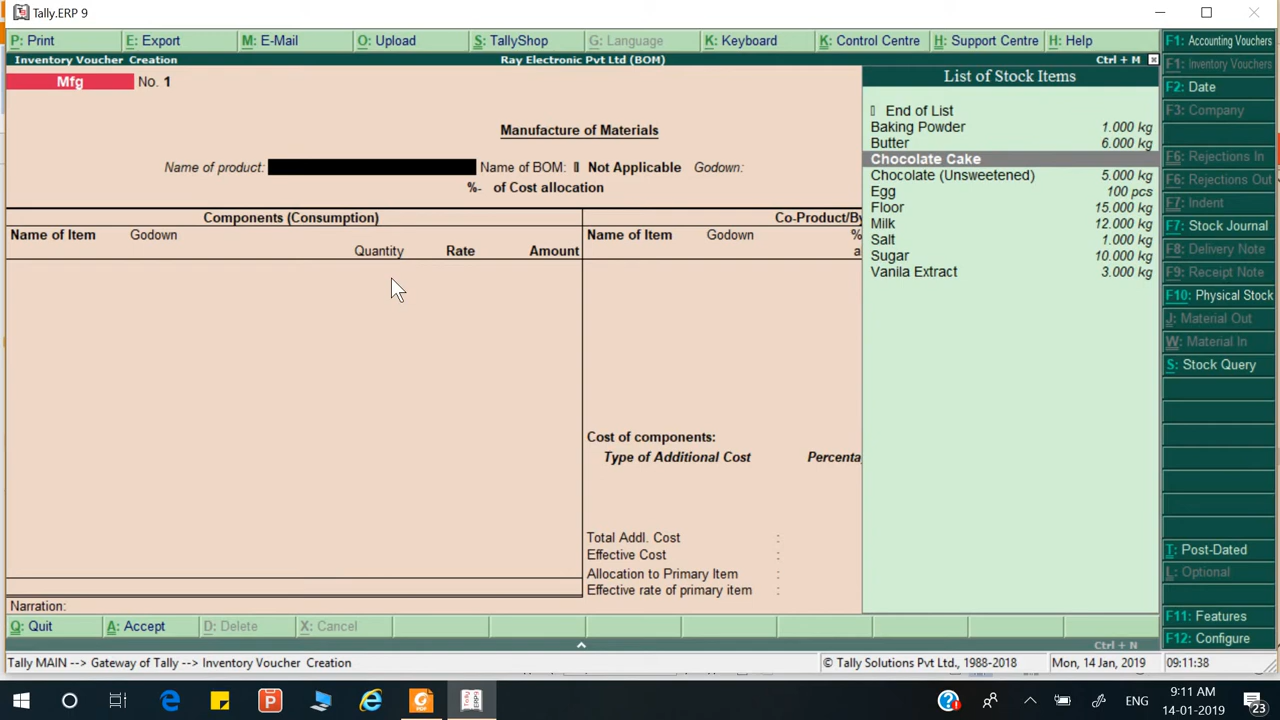 Tally.ERP 9
P: Print E: Export M: E-Mail O: Upload S: TallyShop G: Language K: Keyboard K: Control Centre H: Support Centre H: Help
Inventory Voucher Creation Ray Electronic Pvt Ltd (BOM) Ctrl + M
Mfg No. 1
Manufacture of Materials
Name of product: Name of BOM: Not Applicable Godown:
%- of Cost allocation
Components (Consumption) Co-Product/By
Name of Item Godown Name of Item Godown %
Quantity Rate Amount a
Cost of components:
Type of Additional Cost Percenta
Total Addl. Cost :
Effective Cost :
Allocation to Primary Item :
Effective rate of primary item :
Narration:
List of Stock Items
End of List
Baking Powder 1.000 kg
Butter 6.000 kg
Chocolate Cake
Chocolate (Unsweetened) 5.000 kg
Egg 100 pcs
Floor 15.000 kg
Milk 12.000 kg
Salt 1.000 kg
Sugar 10.000 kg
Vanila Extract 3.000 kg
F1: Accounting Vouchers
F1: Inventory Vouchers
F2: Date
F3: Company
F6: Rejections In
F6: Rejections Out
F7: Indent
F7: Stock Journal
F8: Delivery Note
F9: Receipt Note
F10: Physical Stock
J: Material Out
W: Material In
S: Stock Query
T: Post-Dated
L: Optional
F11: Features
F12: Configure
Q: Quit A: Accept D: Delete X: Cancel
Ctrl + N
Tally MAIN --> Gateway of Tally --> Inventory Voucher Creation © Tally Solutions Pvt Ltd., 1988-2018 Mon, 14 Jan, 2019 09:11:38
ENG 9:11 AM
14-01-2019 23